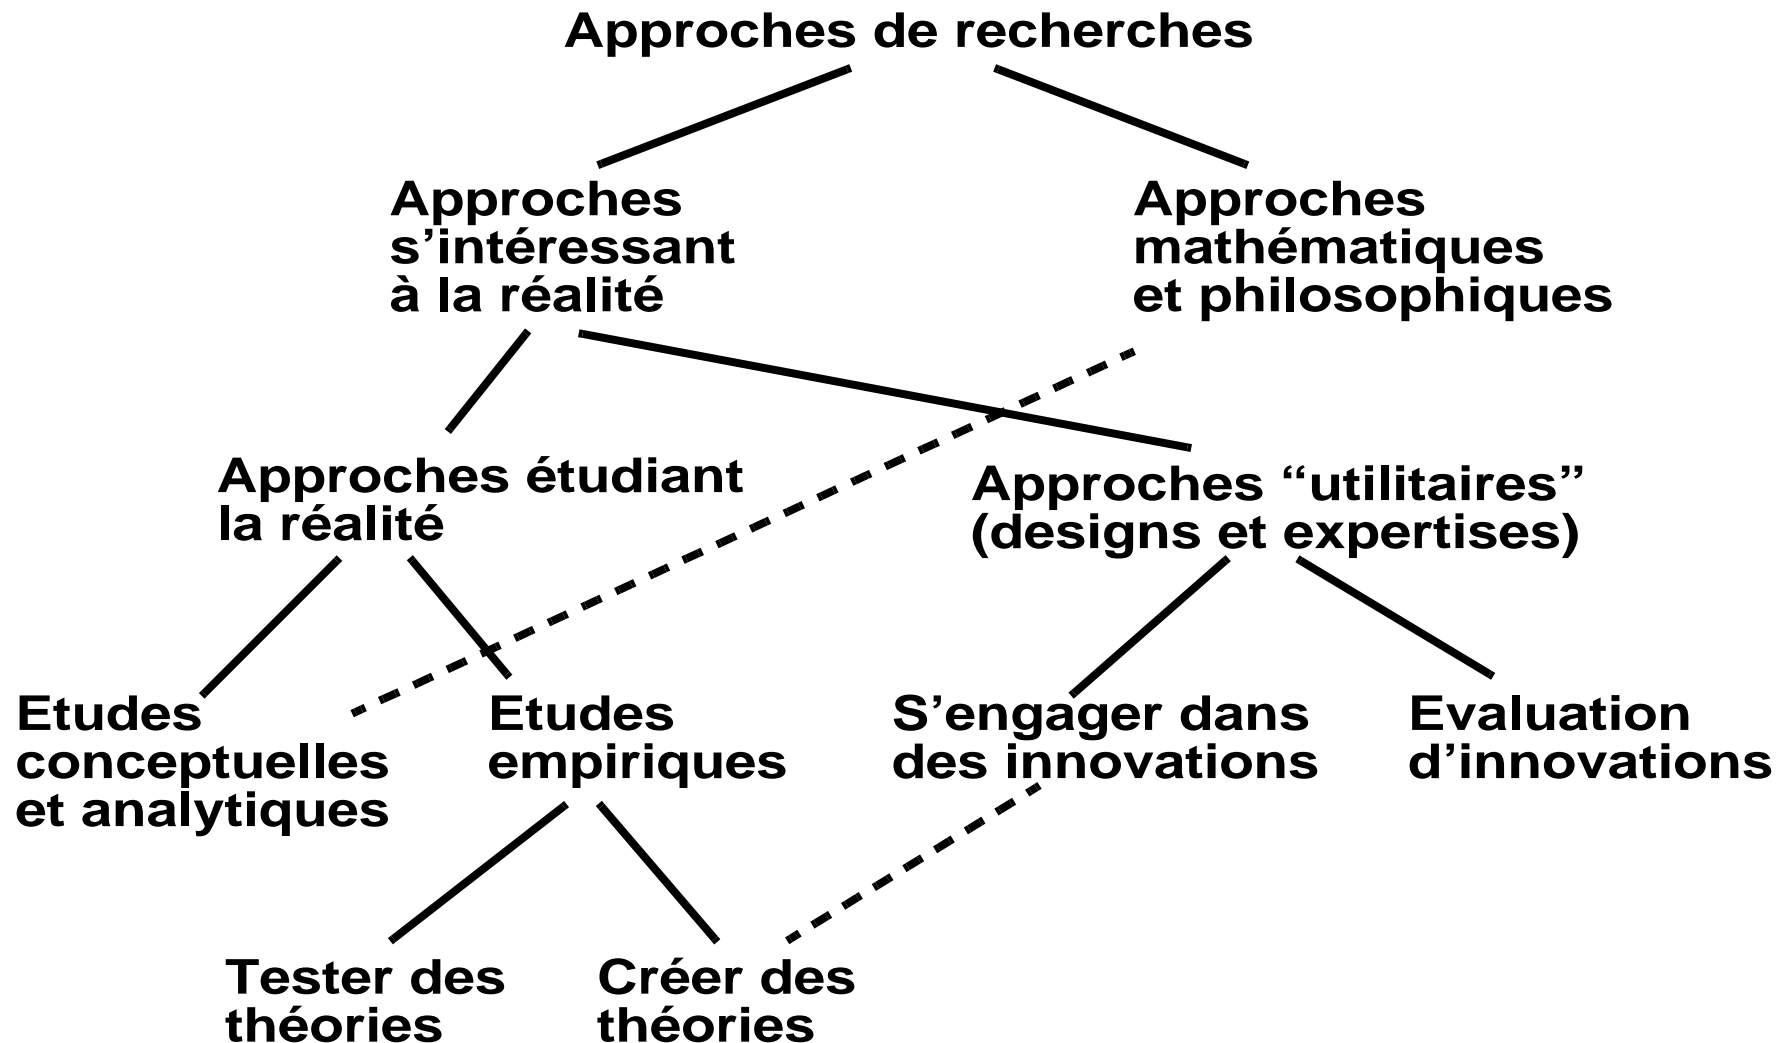 Approches de recherches
Approches
s’intéressant
à la réalité
Approches
mathématiques
et philosophiques
Approches étudiant
la réalité
Approches “utilitaires”
(designs et expertises)
Etudes
conceptuelles
et analytiques
Etudes
empiriques
S’engager dans
des innovations
Evaluation
d’innovations
Tester des
théories
Créer des
théories